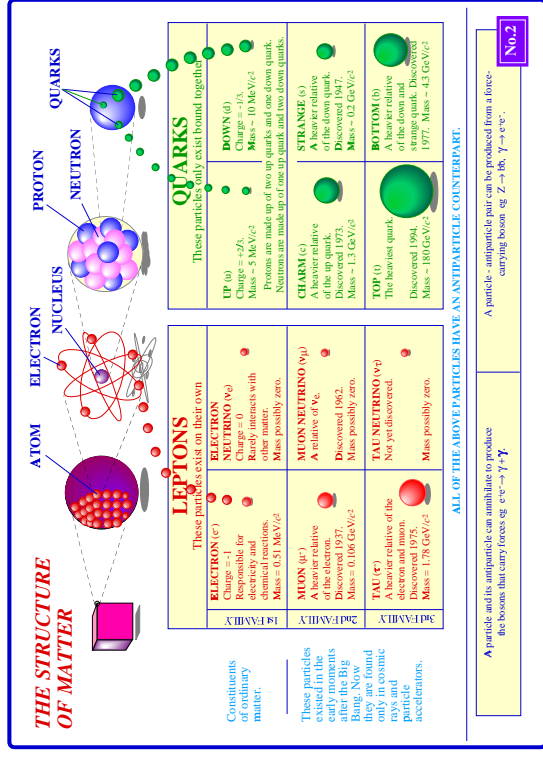 THE STRUCTURE
OF MATTER
ATOM
ELECTRON
NUCLEUS
PROTON
NEUTRON
QUARKS
Constituents
of ordinary
matter.
These particles
existed in the
early moments
after the Big
Bang. Now
they are found
only in cosmic
rays and
particle
accelerators.
LEPTONS
These particles exist on their own
1st FAMILY
ELECTRON (e-)
Charge = -1
Responsible for
electricity and
chemical reactions.
Mass = 0.51 MeV/c²
ELECTRON
NEUTRINO (νe)
Charge = 0
Rarely interacts with
other matter.
Mass possibly zero.
2nd FAMILY
MUON (μ-)
A heavier relative
of the electron.
Discovered 1937.
Mass = 0.106 GeV/c²
MUON NEUTRINO (νμ)
A relative of νe.
Discovered 1962.
Mass possibly zero.
3rd FAMILY
TAU (τ-)
A heavier relative of the
electron and muon.
Discovered 1975.
Mass = 1.78 GeV/c²
TAU NEUTRINO (ντ)
Not yet discovered.
Mass possibly zero.
QUARKS
These particles only exist bound together
UP (u)
Charge = +2/3.
Mass ~ 5 MeV/c²
DOWN (d)
Charge = -1/3.
Mass ~ 10 MeV/c²
Protons are made up of two up quarks and one down quark.
Neutrons are made up of one up quark and two down quarks.
CHARM (c)
A heavier relative
of the up quark.
Discovered 1973.
Mass ~ 1.3 GeV/c²
STRANGE (s)
A heavier relative
of the down quark.
Discovered 1947.
Mass ~ 0.2 GeV/c²
TOP (t)
The heaviest quark.
Discovered 1994.
Mass ~ 180 GeV/c²
BOTTOM (b)
A heavier relative
of the down and
strange quark. Discovered
1977. Mass ~ 4.3 GeV/c²
ALL OF THE ABOVE PARTICLES HAVE AN ANTIPARTICLE COUNTERPART.
A particle and its antiparticle can annihilate to produce
the bosons that carry forces eg e+e- → γ + γ.
A particle - antiparticle pair can be produced from a force-
carrying boson eg Z → bb̄, γ → e+e-.
No.2